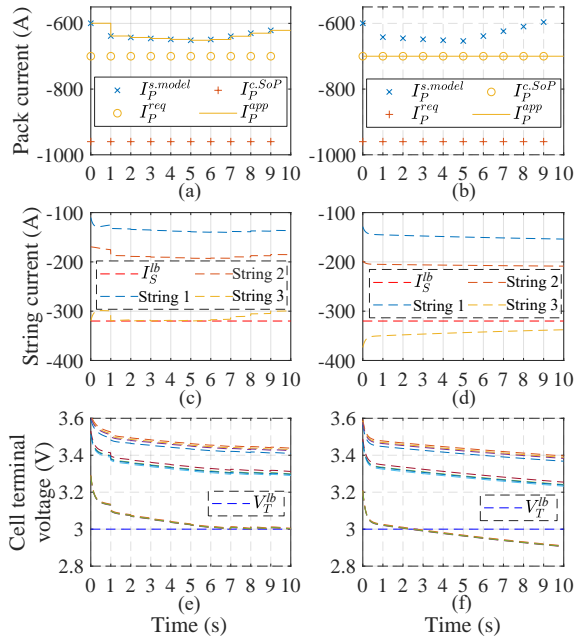 Pack current (A)
-600
-800
-1000
I_P^{s.model}
I_P^{c.SoP}
I_P^{req}
I_P^{app}
0 1 2 3 4 5 6 7 8 9 10
(a)
-600
-800
-1000
I_P^{s.model}
I_P^{c.SoP}
I_P^{req}
I_P^{app}
0 1 2 3 4 5 6 7 8 9 10
(b)
String current (A)
-100
-200
-300
-400
I_S^{lb}
String 2
String 1
String 3
0 1 2 3 4 5 6 7 8 9 10
(c)
-100
-200
-300
-400
I_S^{lb}
String 2
String 1
String 3
0 1 2 3 4 5 6 7 8 9 10
(d)
Cell terminal
voltage (V)
3.6
3.4
3.2
3
2.8
V_T^{lb}
0 1 2 3 4 5 6 7 8 9 10
(e)
Time (s)
3.6
3.4
3.2
3
2.8
V_T^{lb}
0 1 2 3 4 5 6 7 8 9 10
(f)
Time (s)